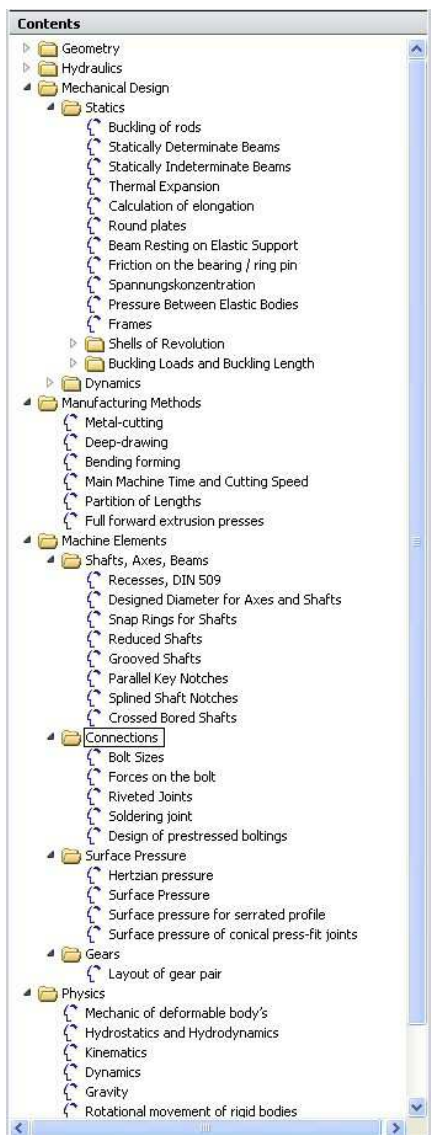 Contents
Geometry
Hydraulics
Mechanical Design
Statics
Buckling of rods
Statically Determinate Beams
Statically Indeterminate Beams
Thermal Expansion
Calculation of elongation
Round plates
Beam Resting on Elastic Support
Friction on the bearing / ring pin
Spannungskonzentration
Pressure Between Elastic Bodies
Frames
Shells of Revolution
Buckling Loads and Buckling Length
Dynamics
Manufacturing Methods
Metal-cutting
Deep-drawing
Bending forming
Main Machine Time and Cutting Speed
Partition of Lengths
Full forward extrusion presses
Machine Elements
Shafts, Axes, Beams
Recesses, DIN 509
Designed Diameter for Axes and Shafts
Snap Rings for Shafts
Reduced Shafts
Grooved Shafts
Parallel Key Notches
Splined Shaft Notches
Crossed Bored Shafts
Connections
Bolt Sizes
Forces on the bolt
Riveted Joints
Soldering joint
Design of prestressed boltings
Surface Pressure
Hertzian pressure
Surface Pressure
Surface pressure for serrated profile
Surface pressure of conical press-fit joints
Gears
Layout of gear pair
Physics
Mechanic of deformable body's
Hydrostatics and Hydrodynamics
Kinematics
Dynamics
Gravity
Rotational movement of rigid bodies